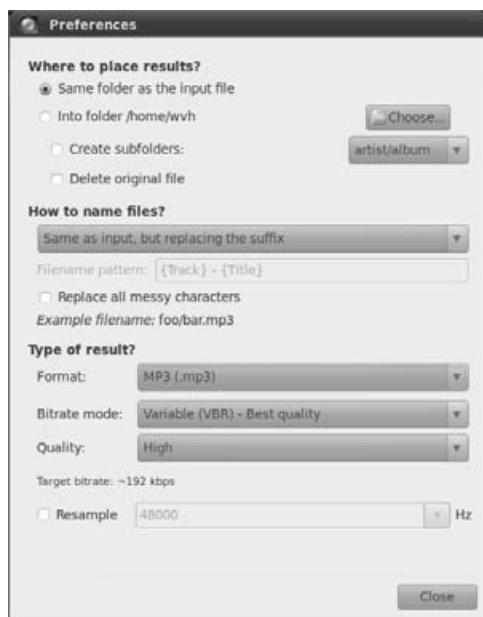 Preferences
Where to place results?
Same folder as the input file
Into folder /home/wvh Choose...
Create subfolders: artist/album
Delete original file
How to name files?
Same as input, but replacing the suffix
Filename pattern: {Track} - {Title}
Replace all messy characters
Example filename: foo/bar.mp3
Type of result?
Format: MP3 (.mp3)
Bitrate mode: Variable (VBR) - Best quality
Quality: High
Target bitrate: ~192 kbps
Resample 48000 Hz
Close